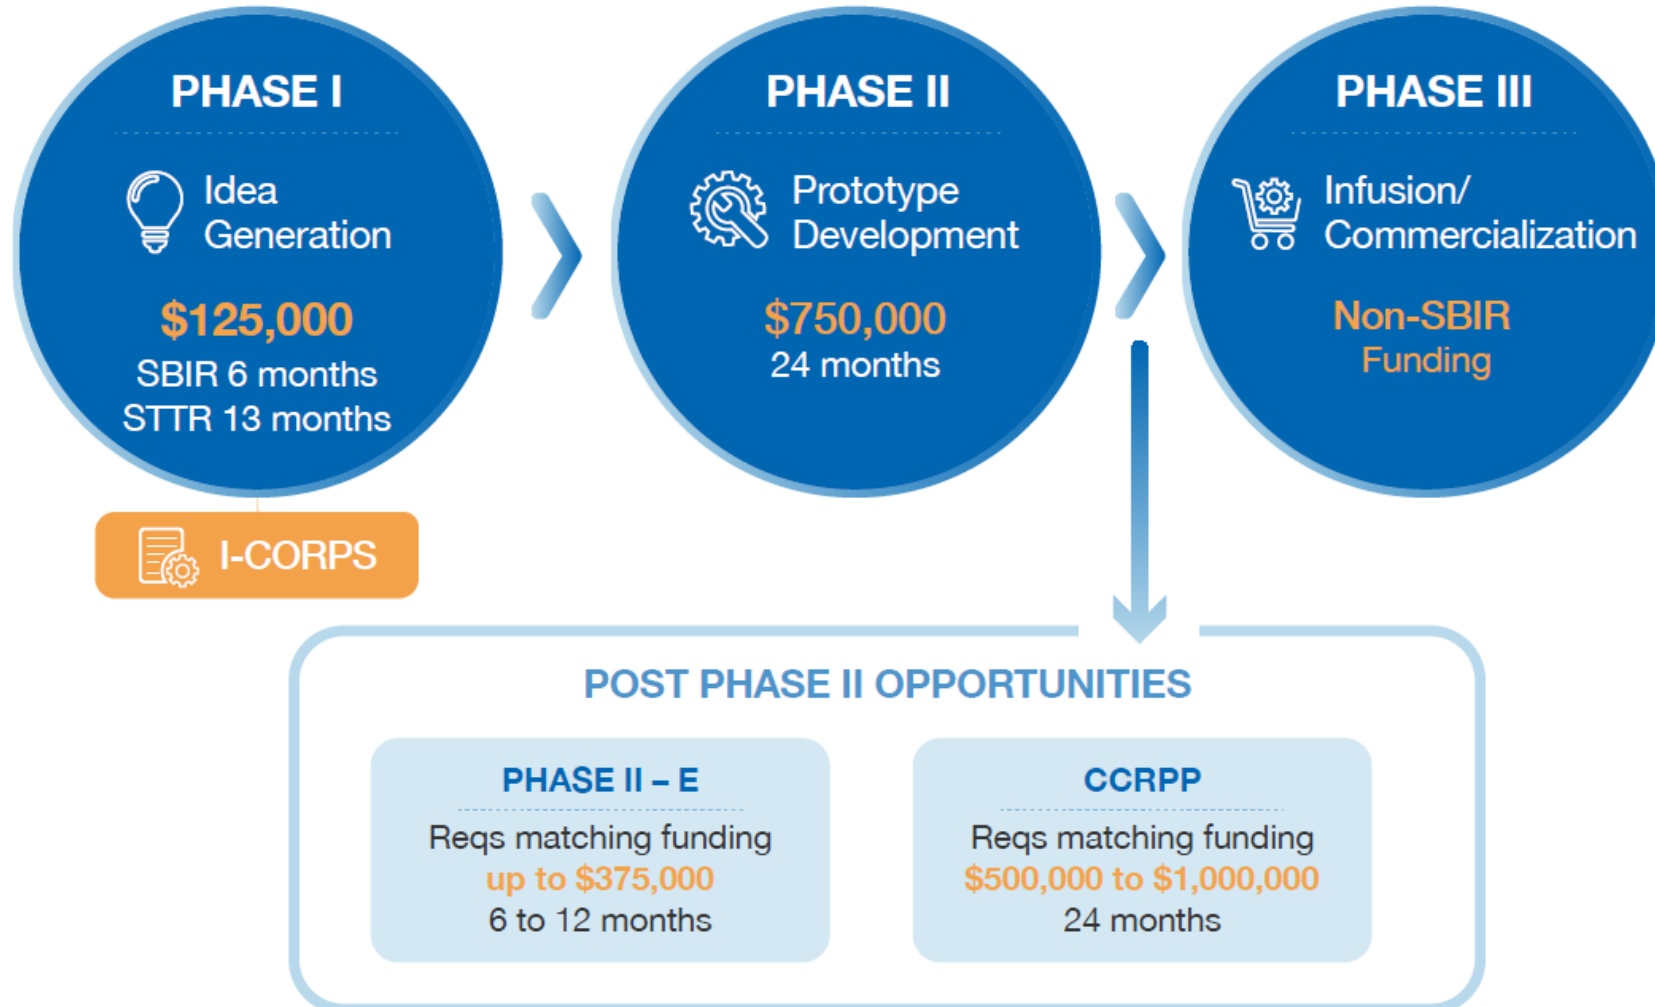 PHASE I
Idea
Generation
$125,000
SBIR 6 months
STTR 13 months
I-CORPS
PHASE II
Prototype
Development
$750,000
24 months
PHASE III
Infusion/
Commercialization
Non-SBIR
Funding
POST PHASE II OPPORTUNITIES
PHASE II – E
Reqs matching funding
up to $375,000
6 to 12 months
CCRPP
Reqs matching funding
$500,000 to $1,000,000
24 months